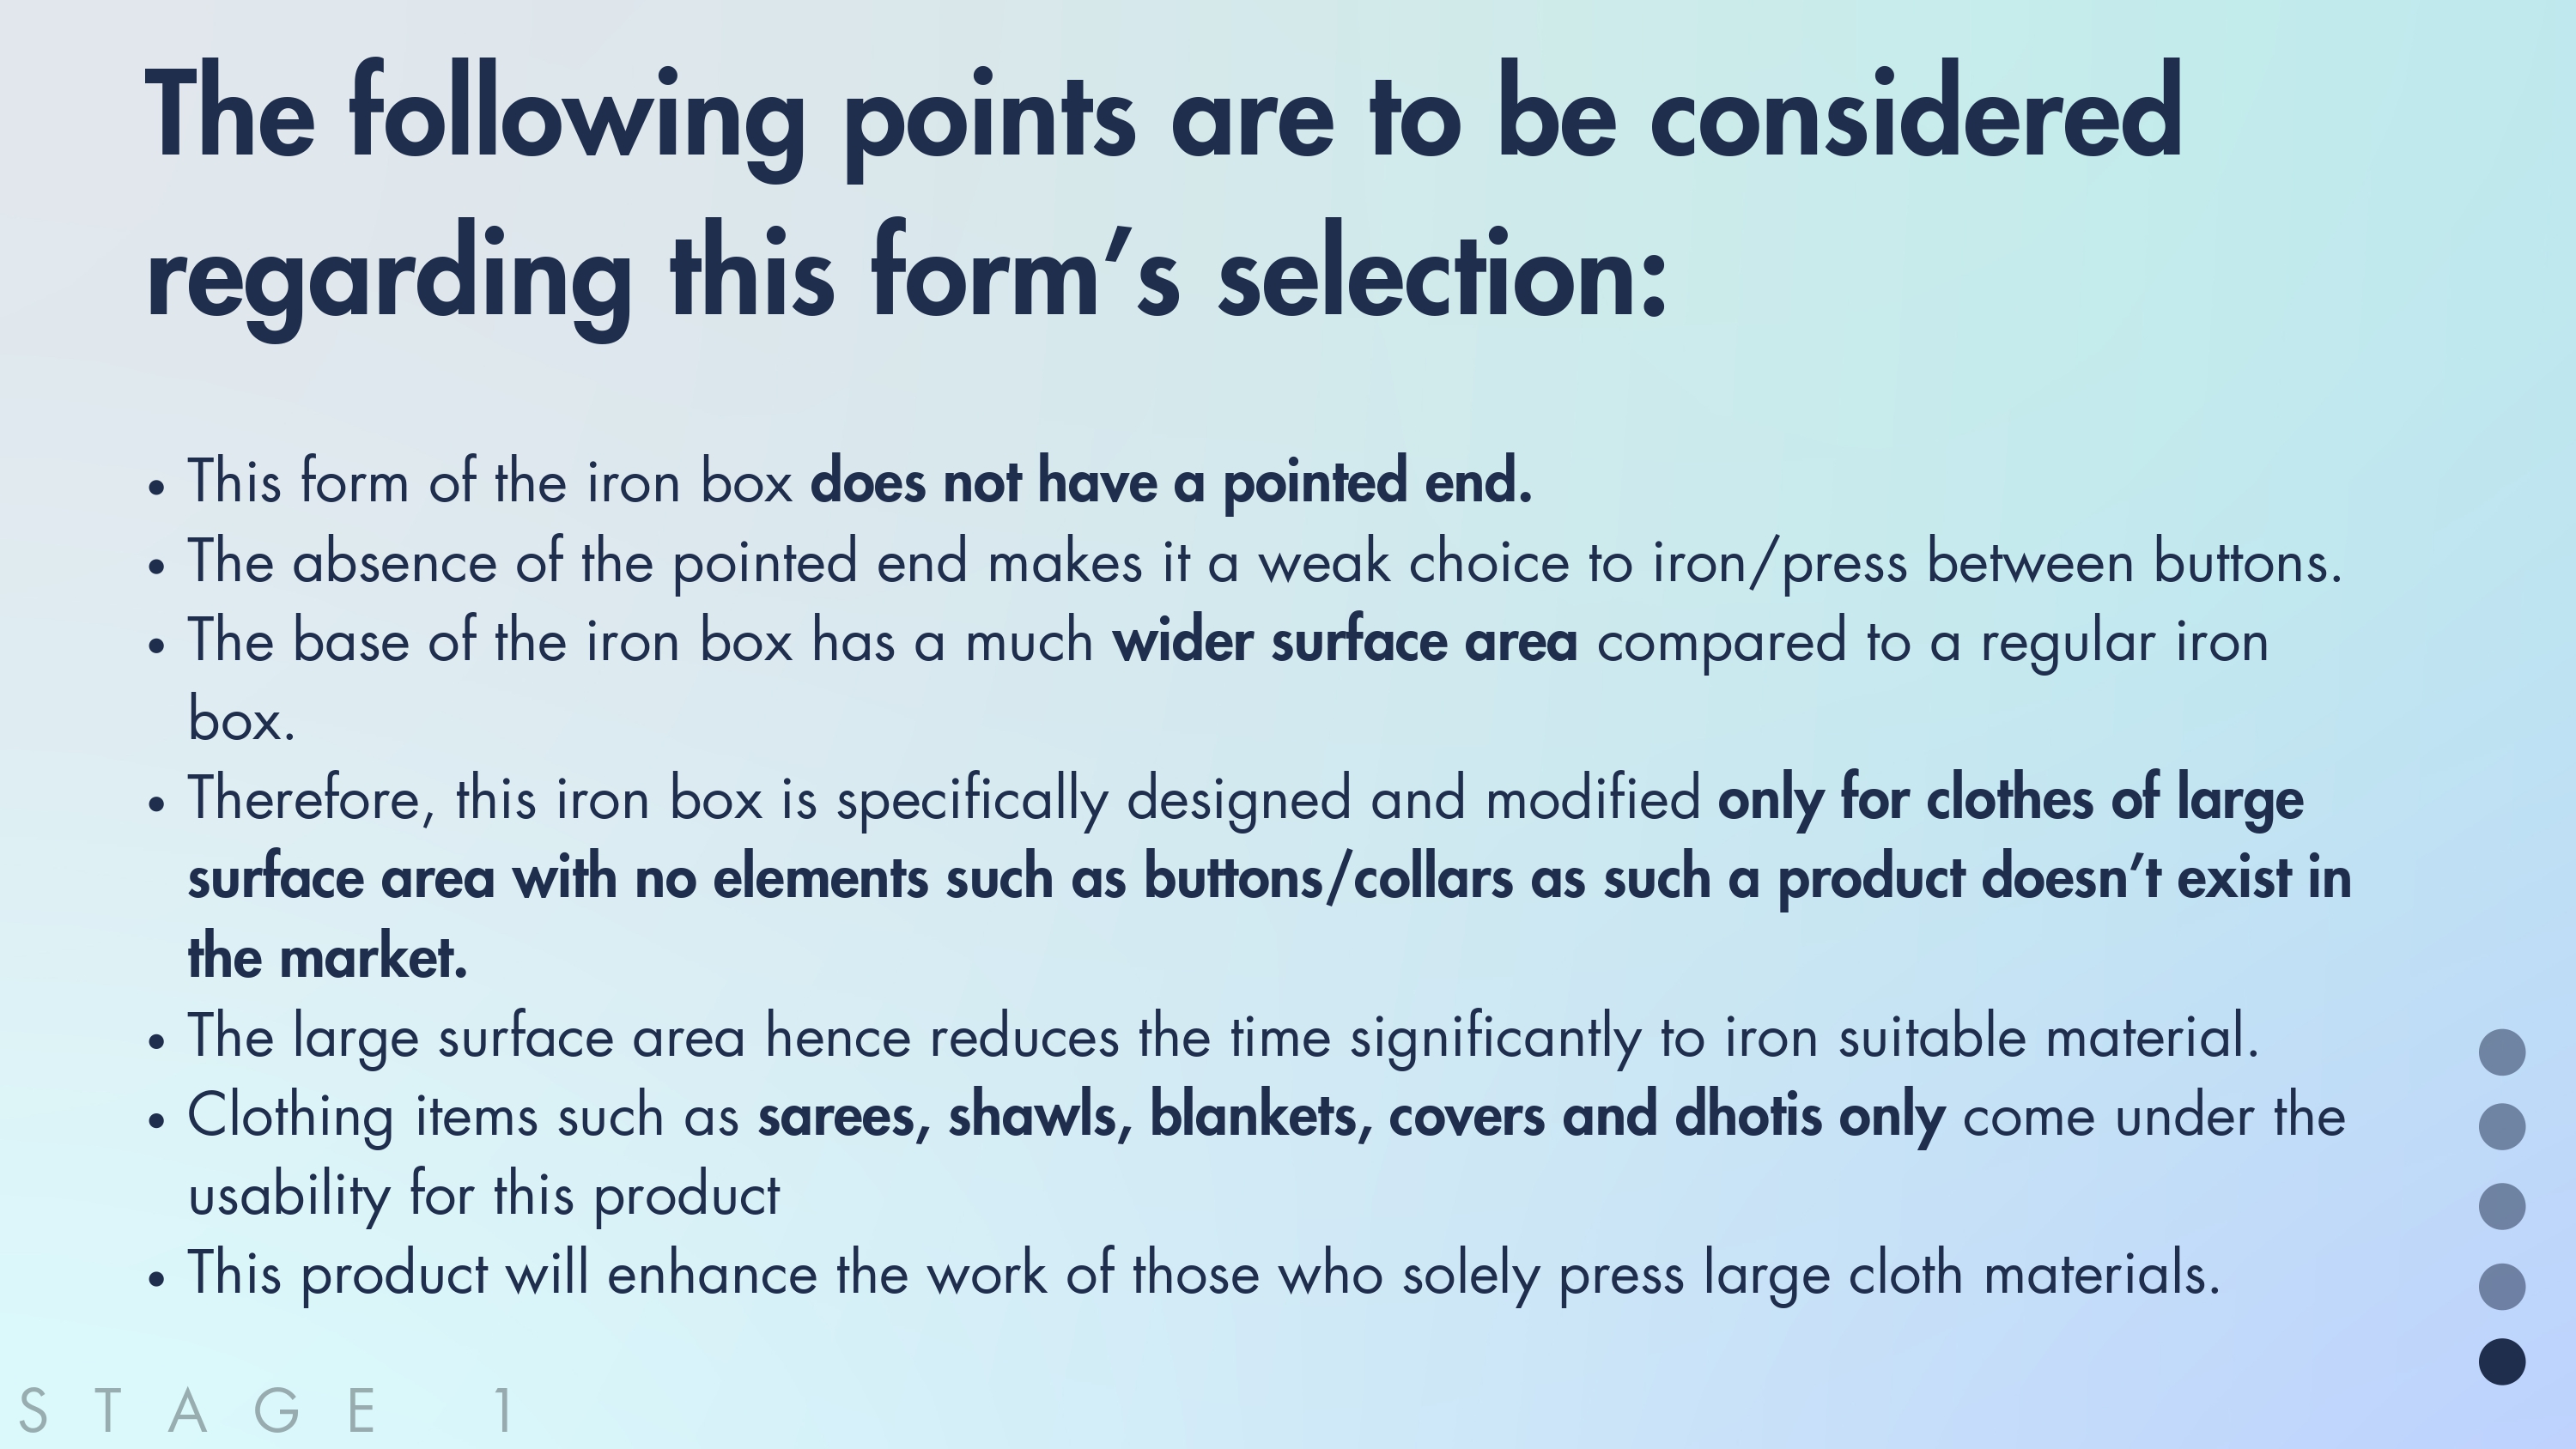 The following points are to be considered
regarding this form’s selection:
• This form of the iron box does not have a pointed end.
• The absence of the pointed end makes it a weak choice to iron/press between buttons.
• The base of the iron box has a much wider surface area compared to a regular iron
box.
• Therefore, this iron box is specifically designed and modified only for clothes of large
surface area with no elements such as buttons/collars as such a product doesn’t exist in
the market.
• The large surface area hence reduces the time significantly to iron suitable material.
• Clothing items such as sarees, shawls, blankets, covers and dhotis only come under the
usability for this product
• This product will enhance the work of those who solely press large cloth materials.
STAGE 1